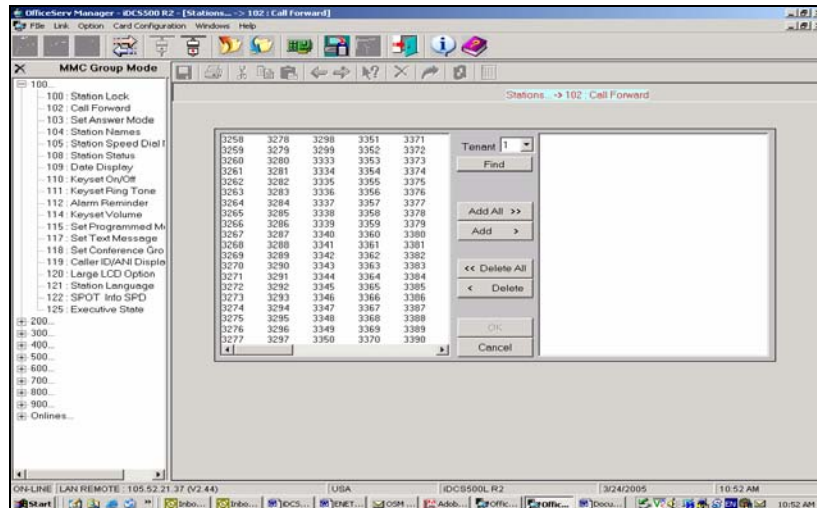 OfficeServ Manager - iDCS500 R2 - [Stations... -> 102 : Call Forward]
File Link Option Card Configuration Windows Help
MMC Group Mode
100...
100 : Station Lock
102 : Call Forward
103 : Set Answer Mode
104 : Station Names
105 : Station Speed Dial
108 : Station Status
109 : Date Display
110 : Keyset On/Off
111 : Keyset Ring Tone
112 : Alarm Reminder
114 : Keyset Volume
115 : Set Programmed M
117 : Set Text Message
118 : Set Conference Gro
119 : Caller ID/ANI Displa
120 : Large LCD Option
121 : Station Language
122 : SPOT Info SPD
125 : Executive State
200...
300...
400...
500...
600...
700...
800...
900...
Onlines...
Stations... -> 102 : Call Forward
3258 3278 3298 3351 3371
3259 3279 3299 3352 3372
3260 3280 3333 3353 3373
3261 3281 3334 3354 3374
3262 3282 3335 3355 3375
3263 3283 3336 3356 3376
3264 3284 3337 3357 3377
3265 3285 3338 3358 3378
3266 3286 3339 3359 3379
3267 3287 3340 3360 3380
3268 3288 3341 3361 3381
3269 3289 3342 3362 3382
3270 3290 3343 3363 3383
3271 3291 3344 3364 3384
3272 3292 3345 3365 3385
3273 3293 3346 3366 3386
3274 3294 3347 3367 3387
3275 3295 3348 3368 3388
3276 3296 3349 3369 3389
3277 3297 3350 3370 3390
Tenant 1
Find
Add All >>
Add >
<< Delete All
< Delete
OK
Cancel
ON-LINE LAN REMOTE : 105.52.21.37 (V2.44) USA iDCS500L R2 3/24/2005 10:52 AM
Start Inbo... Inbo... IDCS... ENET... OSM ... Adob... Offic... Offic... Docu... 10:52 AM